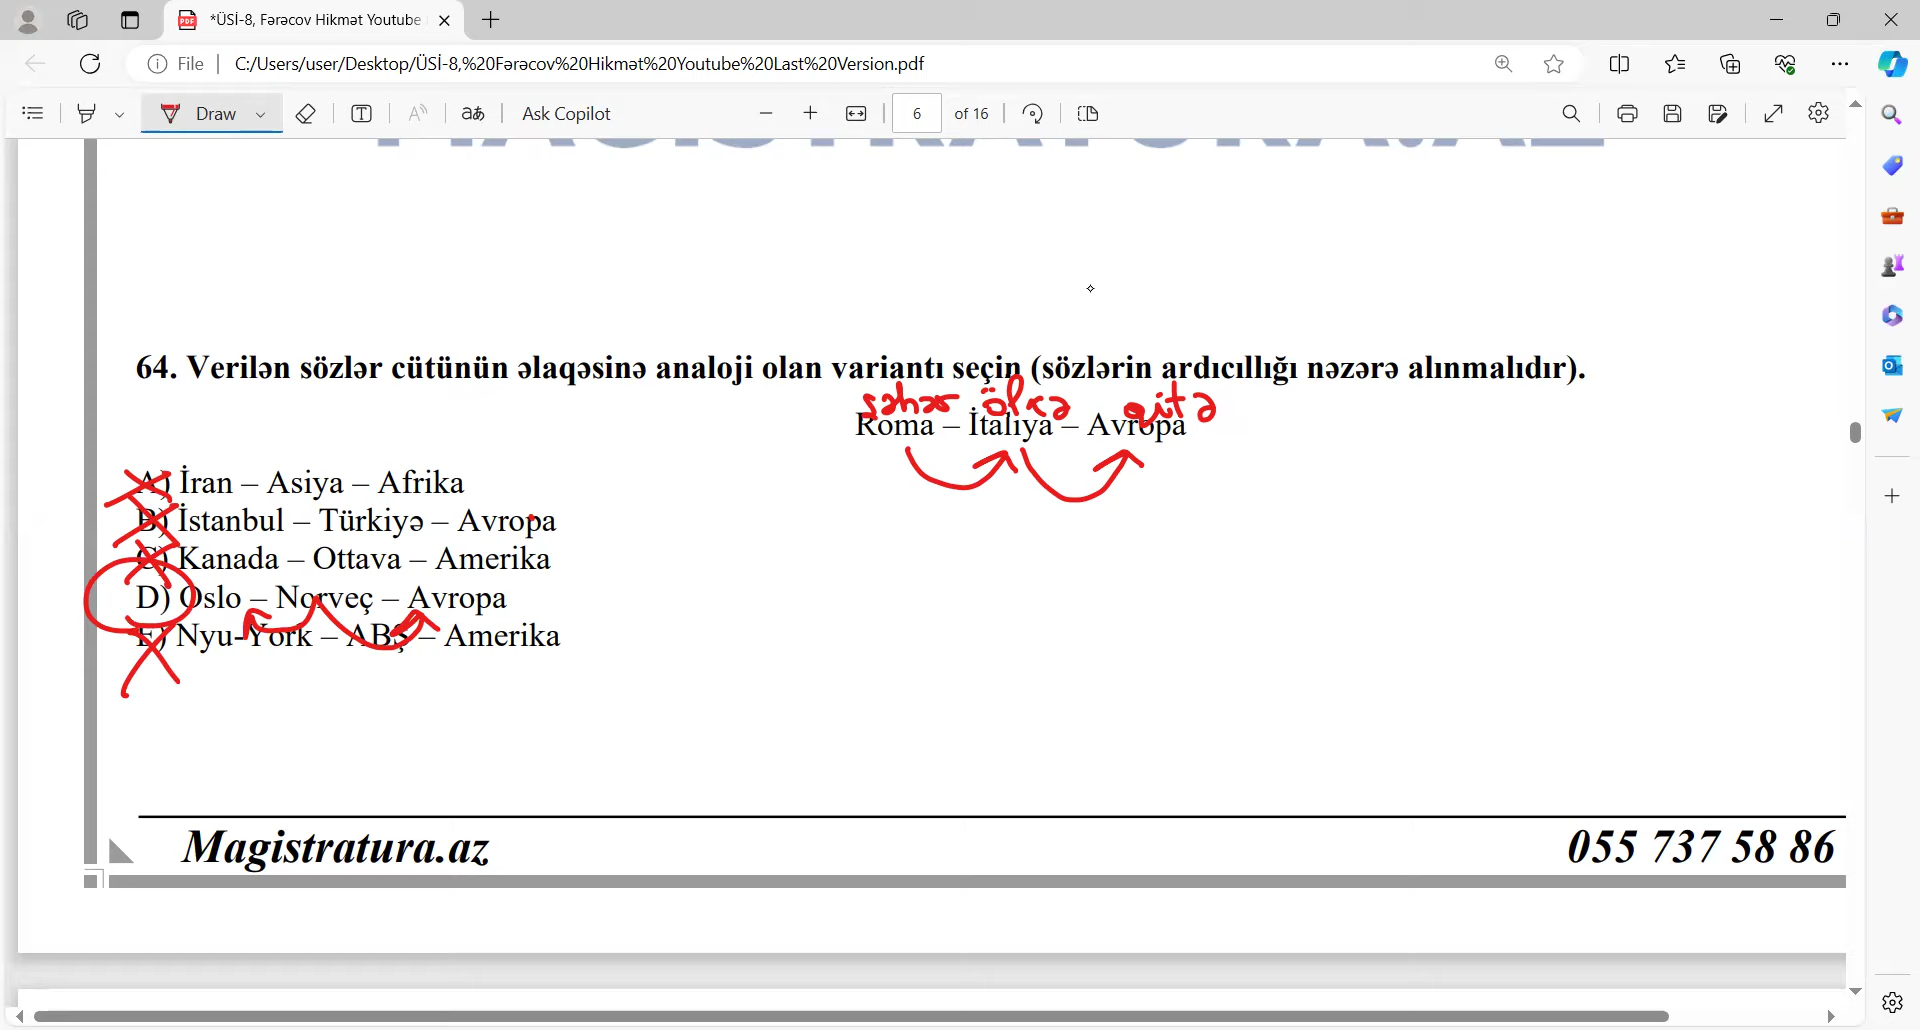 *ÜSİ-8, Fərəcov Hikmət Youtube
File C:/Users/user/Desktop/ÜSİ-8,%20Fərəcov%20Hikmət%20Youtube%20Last%20Version.pdf
Draw Ask Copilot 6 of 16
64. Verilən sözlər cütünün əlaqəsinə analoji olan variantı seçin (sözlərin ardıcıllığı nəzərə alınmalıdır).
şəhər ölkə qitə
Roma – İtaliya – Avropa
A) İran – Asiya – Afrika
B) İstanbul – Türkiyə – Avropa
C) Kanada – Ottava – Amerika
D) Oslo – Norveç – Avropa
E) Nyu-York – ABŞ – Amerika
Magistratura.az 055 737 58 86